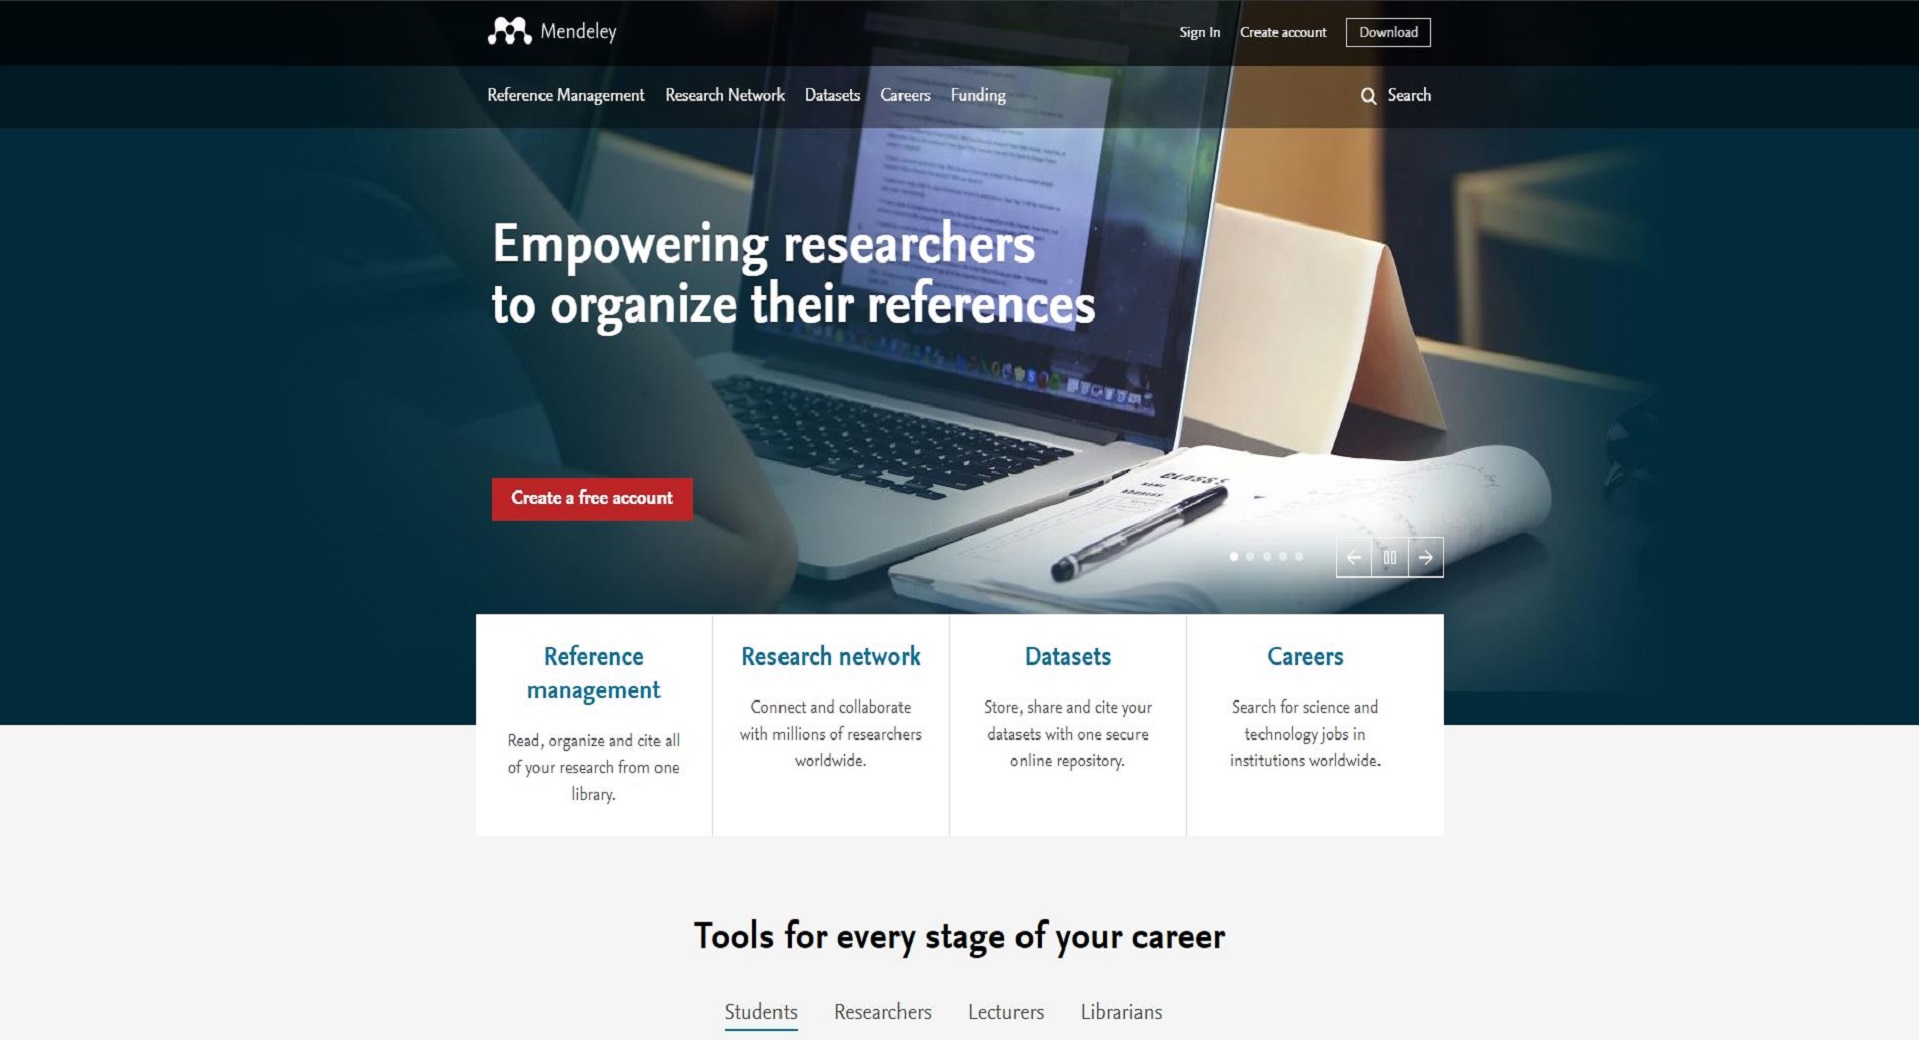 Mendeley
Sign In Create account Download
Reference Management Research Network Datasets Careers Funding Search
Empowering researchers
to organize their references
Create a free account
CLASS
NAME
Reference
management
Read, organize and cite all
of your research from one
library.
Research network
Connect and collaborate
with millions of researchers
worldwide.
Datasets
Store, share and cite your
datasets with one secure
online repository.
Careers
Search for science and
technology jobs in
institutions worldwide.
Tools for every stage of your career
Students Researchers Lecturers Librarians